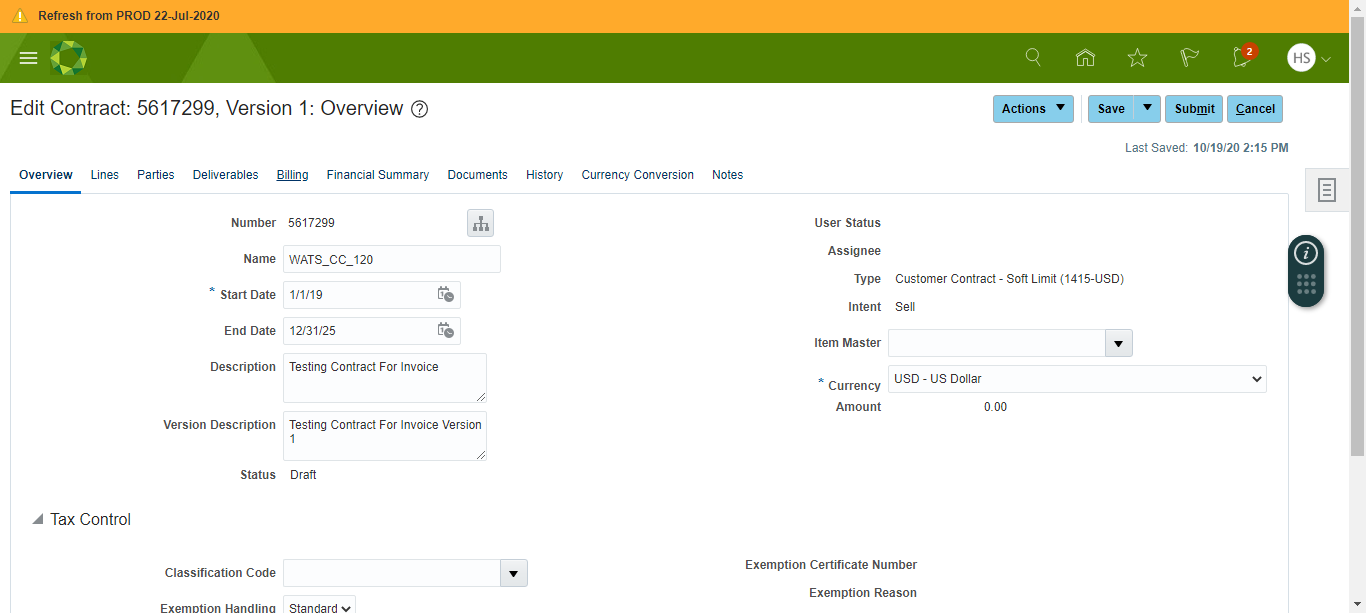 Refresh from PROD 22-Jul-2020
2
HS
Edit Contract: 5617299, Version 1: Overview ?
Actions Save Submit Cancel
Last Saved: 10/19/20 2:15 PM
Overview Lines Parties Deliverables Billing Financial Summary Documents History Currency Conversion Notes
Number 5617299
Name WATS_CC_120
* Start Date 1/1/19
End Date 12/31/25
Description Testing Contract For Invoice
Version Description Testing Contract For Invoice Version
1
Status Draft
User Status
Assignee
Type Customer Contract - Soft Limit (1415-USD)
Intent Sell
Item Master
* Currency USD - US Dollar
Amount 0.00
i
Tax Control
Classification Code
Exemption Handling Standard
Exemption Certificate Number
Exemption Reason